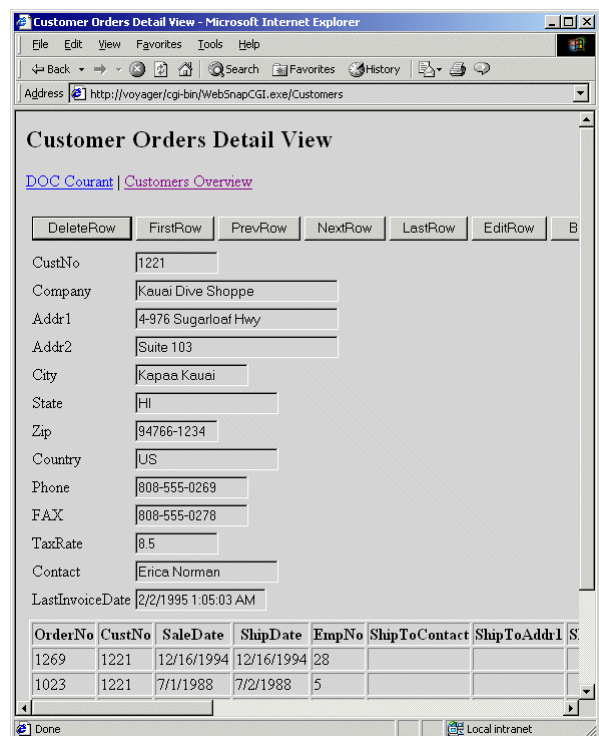 Customer Orders Detail View - Microsoft Internet Explorer
File Edit View Favorites Tools Help
Back Search Favorites History
Address http://voyager/cgi-bin/WebSnapCGI.exe/Customers
Customer Orders Detail View
DOC Courant | Customers Overview
DeleteRow FirstRow PrevRow NextRow LastRow EditRow B
CustNo 1221
Company Kauai Dive Shoppe
Addr1 4-976 Sugarloaf Hwy
Addr2 Suite 103
City Kapaa Kauai
State HI
Zip 94766-1234
Country US
Phone 808-555-0269
FAX 808-555-0278
TaxRate 8.5
Contact Erica Norman
LastInvoiceDate 2/2/1995 1:05:03 AM
OrderNo CustNo SaleDate ShipDate EmpNo ShipToContact ShipToAddr1 S
1269 1221 12/16/1994 12/16/1994 28
1023 1221 7/1/1988 7/2/1988 5
Done Local intranet